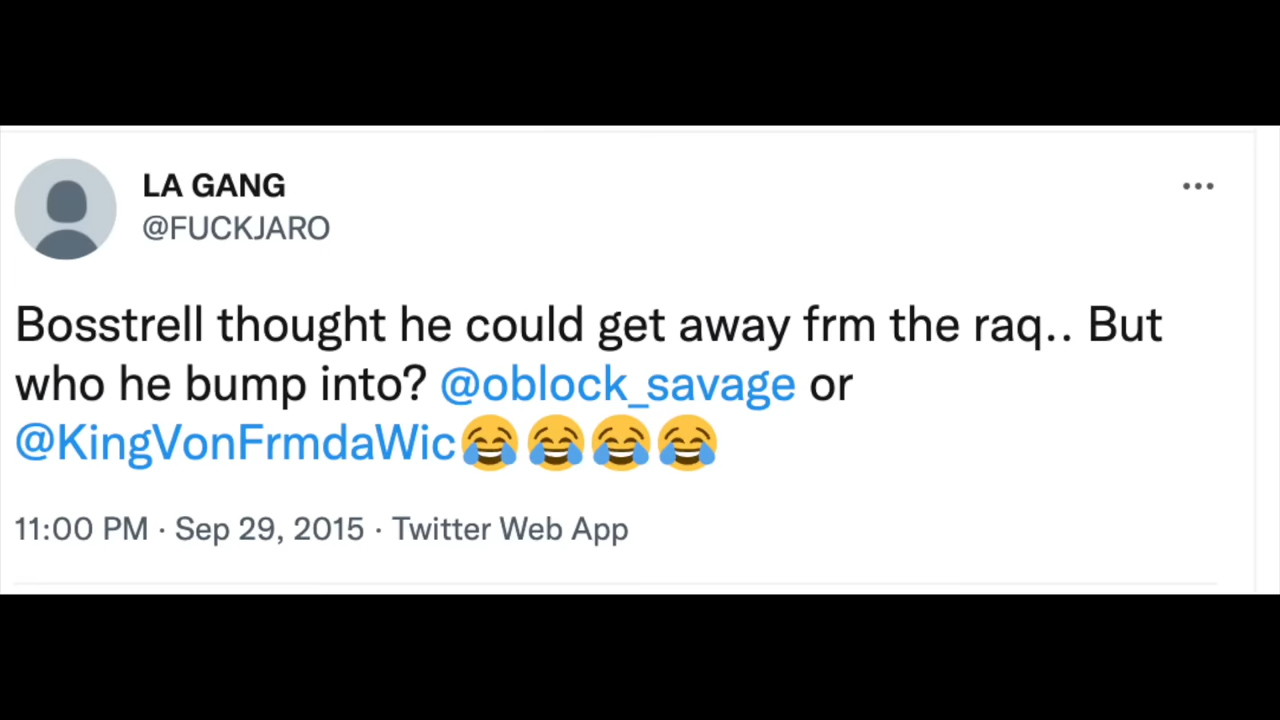 LA GANG
@FUCKJARO
Bosstrell thought he could get away frm the raq.. But
who he bump into? @oblock_savage or
@KingVonFrmdaWic😂😂😂😂
11:00 PM · Sep 29, 2015 · Twitter Web App